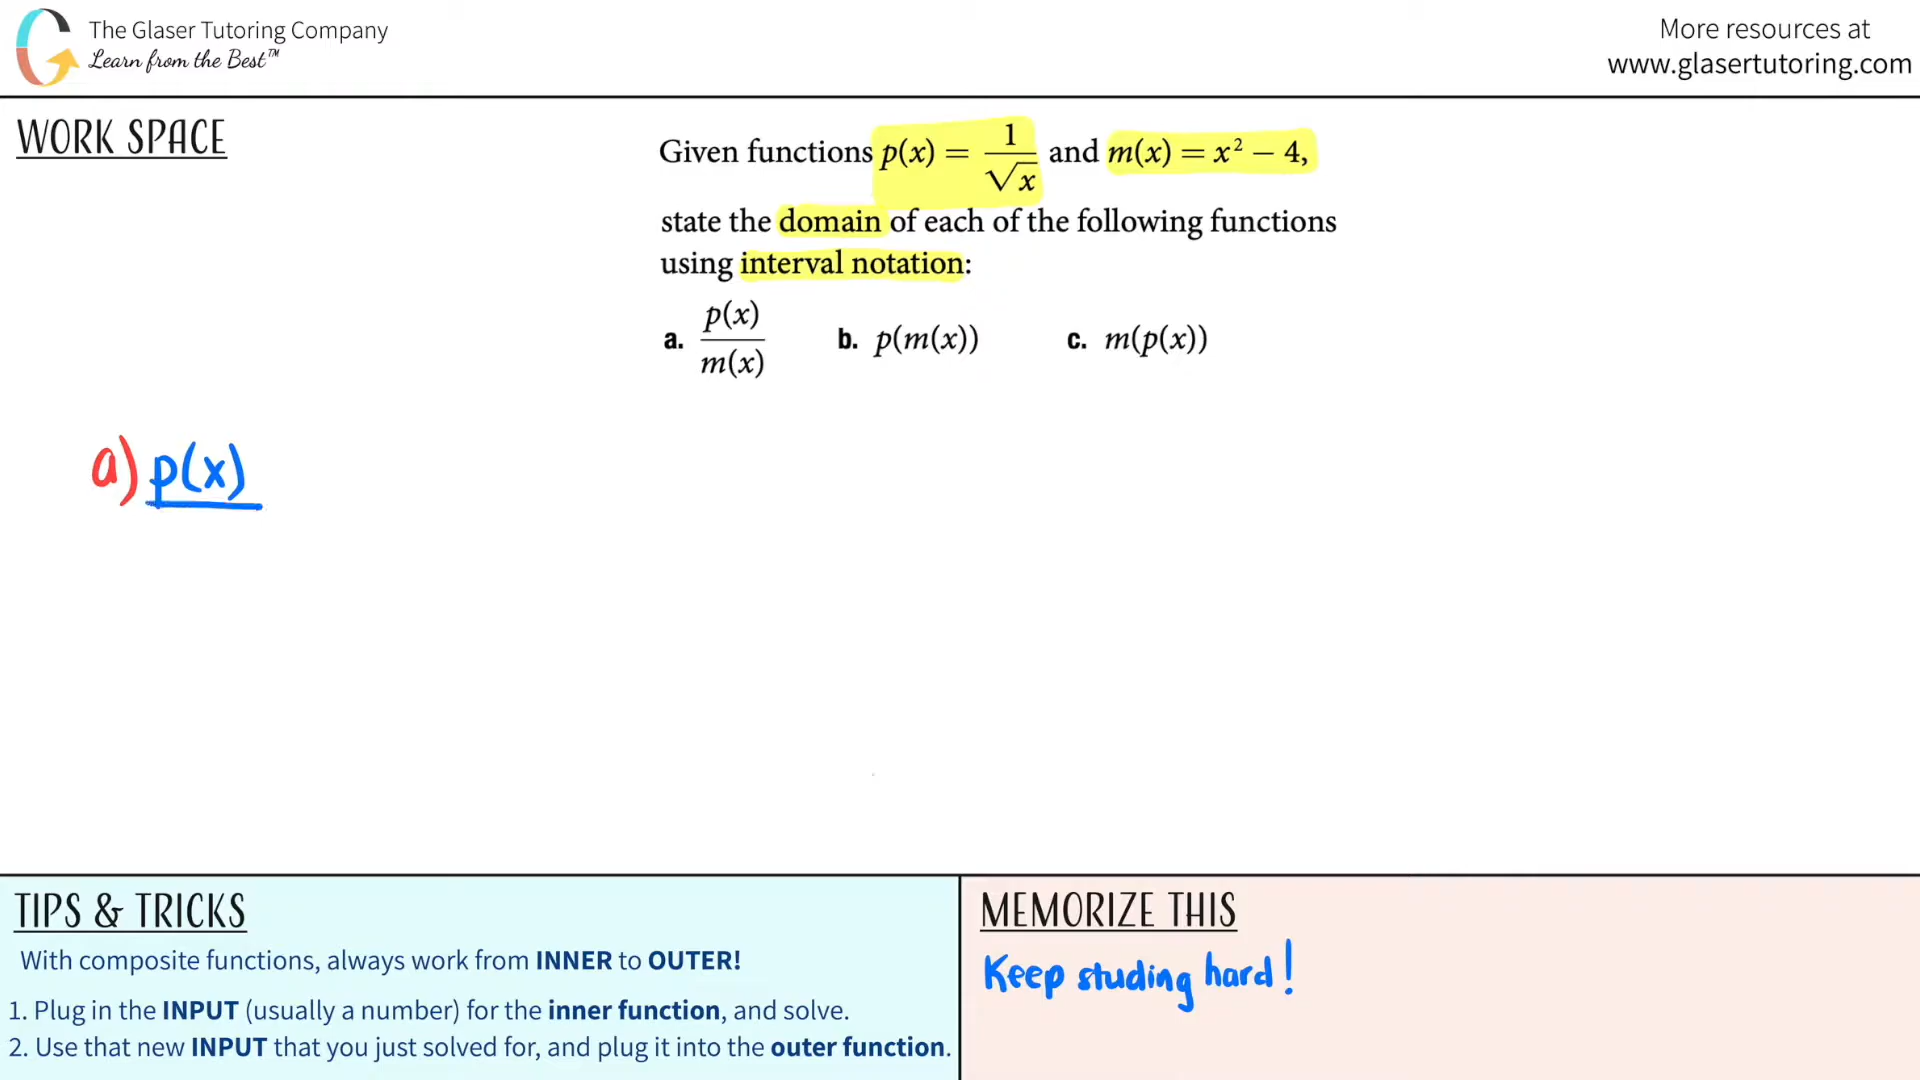 The Glaser Tutoring Company
Learn from the Best™
More resources at
www.glasertutoring.com
WORK SPACE
Given functions p(x) = 1/√x and m(x) = x² − 4,
state the domain of each of the following functions
using interval notation:
a. p(x)/m(x) b. p(m(x)) c. m(p(x))
a) p(x)
TIPS & TRICKS
With composite functions, always work from INNER to OUTER!
1. Plug in the INPUT (usually a number) for the inner function, and solve.
2. Use that new INPUT that you just solved for, and plug it into the outer function.
MEMORIZE THIS
Keep studing hard!